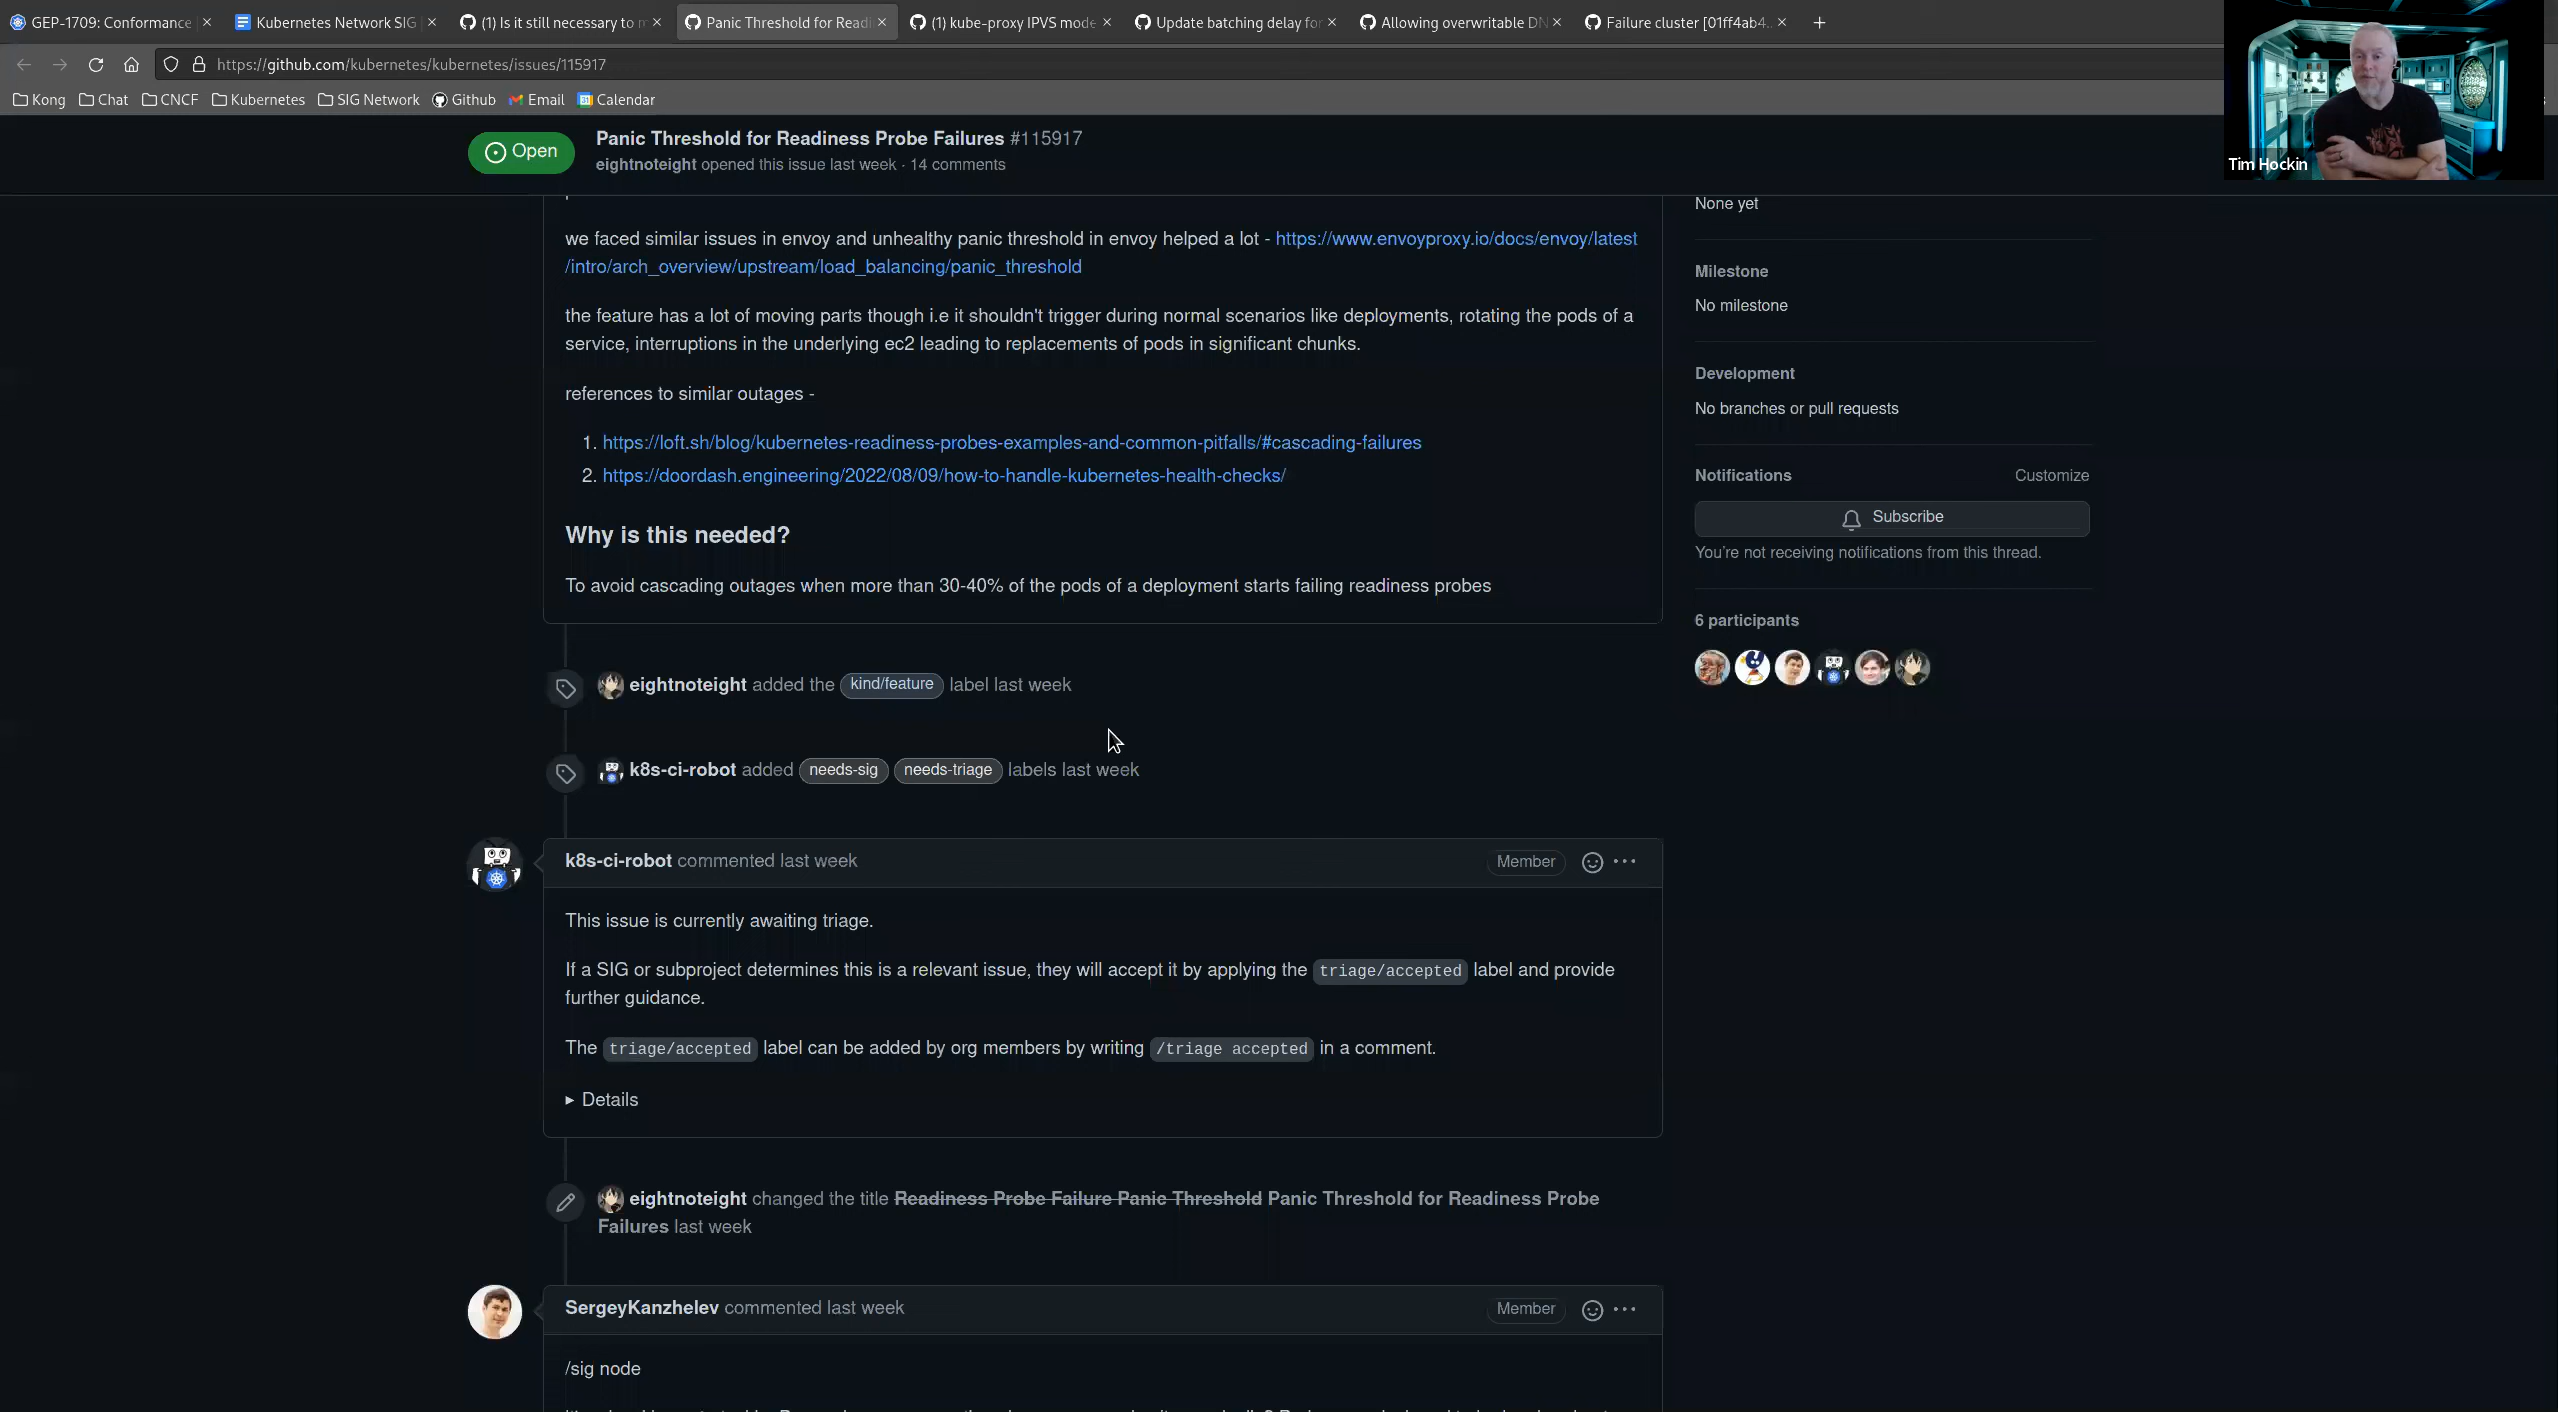 GEP-1709: Conformance
Kubernetes Network SIG
(1) Is it still necessary to m
Panic Threshold for Readi
(1) kube-proxy IPVS mode
Update batching delay for
Allowing overwritable DN
Failure cluster [01ff4ab4..
https://github.com/kubernetes/kubernetes/issues/115917
Kong Chat CNCF Kubernetes SIG Network Github Email Calendar
Tim Hockin
Open
Panic Threshold for Readiness Probe Failures #115917
eightnoteight opened this issue last week · 14 comments
we faced similar issues in envoy and unhealthy panic threshold in envoy helped a lot - https://www.envoyproxy.io/docs/envoy/latest
/intro/arch_overview/upstream/load_balancing/panic_threshold
the feature has a lot of moving parts though i.e it shouldn't trigger during normal scenarios like deployments, rotating the pods of a
service, interruptions in the underlying ec2 leading to replacements of pods in significant chunks.
references to similar outages -
1. https://loft.sh/blog/kubernetes-readiness-probes-examples-and-common-pitfalls/#cascading-failures
2. https://doordash.engineering/2022/08/09/how-to-handle-kubernetes-health-checks/
Why is this needed?
To avoid cascading outages when more than 30-40% of the pods of a deployment starts failing readiness probes
eightnoteight added the kind/feature label last week
k8s-ci-robot added needs-sig needs-triage labels last week
k8s-ci-robot commented last week
Member
This issue is currently awaiting triage.
If a SIG or subproject determines this is a relevant issue, they will accept it by applying the triage/accepted label and provide
further guidance.
The triage/accepted label can be added by org members by writing /triage accepted in a comment.
Details
eightnoteight changed the title Readiness Probe Failure Panic Threshold Panic Threshold for Readiness Probe
Failures last week
SergeyKanzhelev commented last week
Member
/sig node
None yet
Milestone
No milestone
Development
No branches or pull requests
Notifications
Customize
Subscribe
You're not receiving notifications from this thread.
6 participants